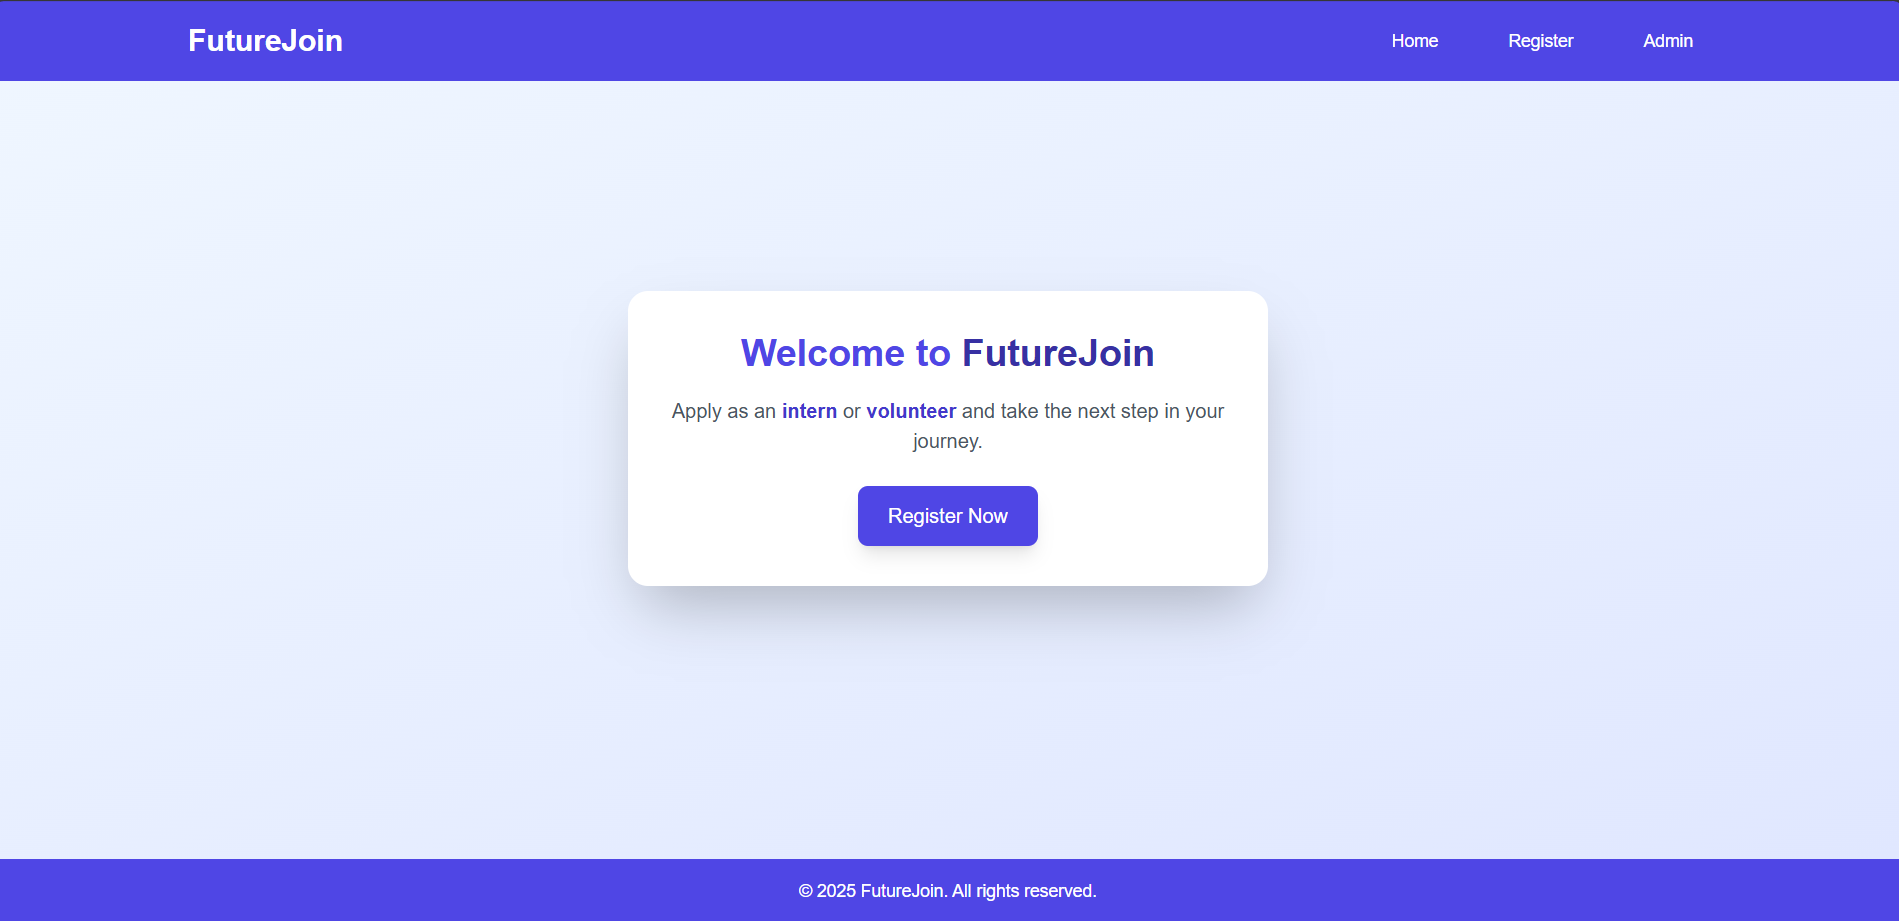 FutureJoin
Home
Register
Admin
Welcome to FutureJoin
Apply as an intern or volunteer and take the next step in your
journey.
Register Now
© 2025 FutureJoin. All rights reserved.